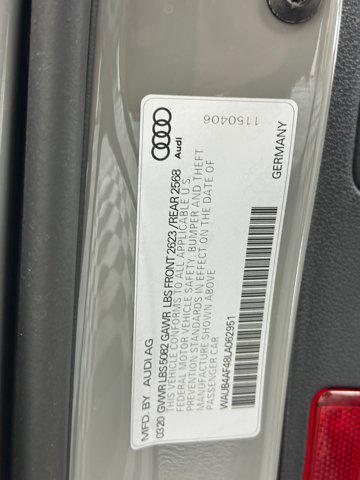 1150406
Audi
MFD. BY AUDI AG
03 20 GVWR LBS 5082 GAWR LBS FRONT 2623 / REAR 2568
THIS VEHICLE CONFORMS TO ALL APPLICABLE U S
FEDERAL MOTOR VEHICLE SAFETY, BUMPER AND THEFT
PREVENTION STANDARDS IN EFFECT ON THE DATE OF
MANUFACTURE SHOWN ABOVE
PASSENGER CAR
WAUB4AF48LA062951
GERMANY